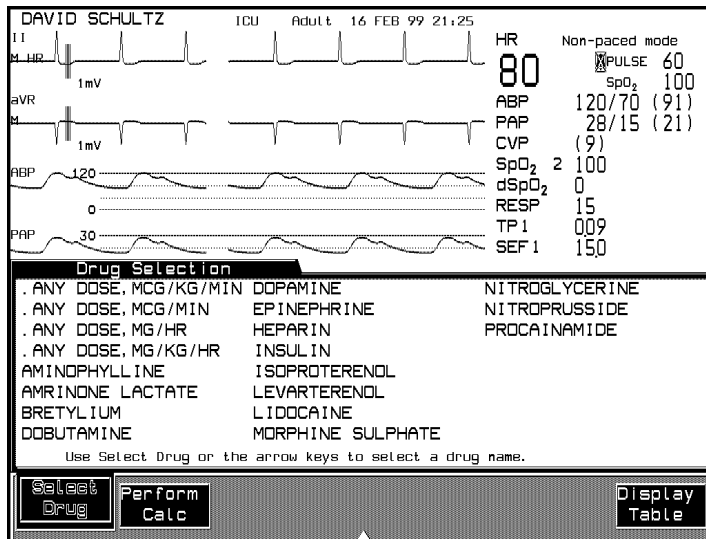 DAVID SCHULTZ ICU Adult 16 FEB 99 21:25
II
M HR
1mV
aVR
M
1mV
ABP 120
0
PAP 30
HR Non-paced mode
80
PULSE 60
SpO₂ 100
ABP 120/70 (91)
PAP 28/15 (21)
CVP (9)
SpO₂ 2 100
dSpO₂ 0
RESP 15
TP1 0.09
SEF1 15.0
Drug Selection
.ANY DOSE,MCG/KG/MIN DOPAMINE NITROGLYCERINE
.ANY DOSE,MCG/MIN EPINEPHRINE NITROPRUSSIDE
.ANY DOSE,MG/HR HEPARIN PROCAINAMIDE
.ANY DOSE,MG/KG/HR INSULIN
AMINOPHYLLINE ISOPROTERENOL
AMRINONE LACTATE LEVARTERENOL
BRETYLIUM LIDOCAINE
DOBUTAMINE MORPHINE SULPHATE
Use Select Drug or the arrow keys to select a drug name.
Select Drug
Perform Calc
Display Table